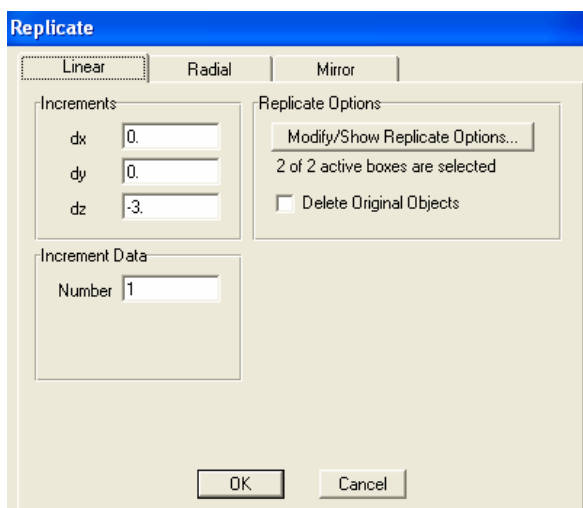 Replicate
Linear Radial Mirror
Increments
dx 0.
dy 0.
dz -3.
Replicate Options
Modify/Show Replicate Options...
2 of 2 active boxes are selected
Delete Original Objects
Increment Data
Number 1
OK Cancel